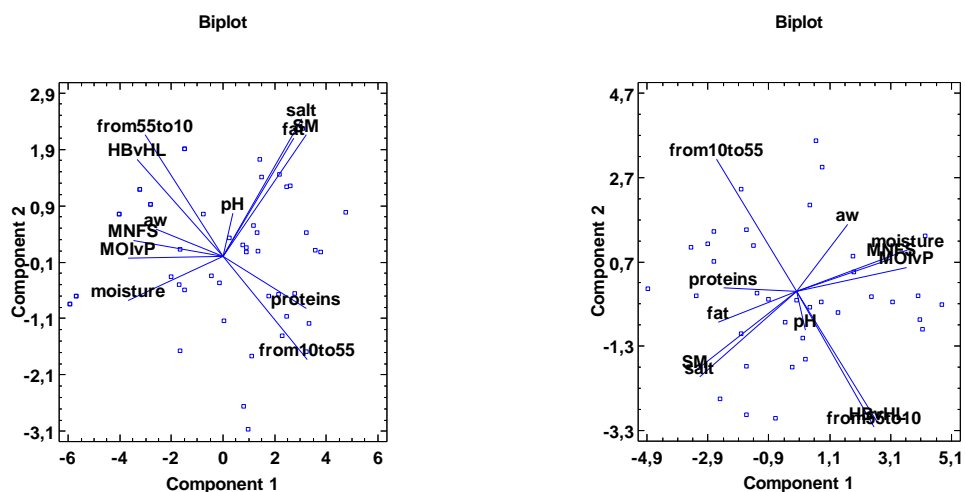 Biplot
2,9
1,9
0,9
-0,1
-1,1
-2,1
-3,1
Component 2
salt
from55to10
SM
fat
HBvHL
pH
aw
MNFS
MOIvP
moisture
proteins
from10to55
-6 -4 -2 0 2 4 6
Component 1
Biplot
4,7
2,7
0,7
-1,3
-3,3
Component 2
from10to55
aw
moisture
MNFS
MOIvP
proteins
fat
pH
SM
salt
HBvHL
from55to10
-4,9 -2,9 -0,9 1,1 3,1 5,1
Component 1